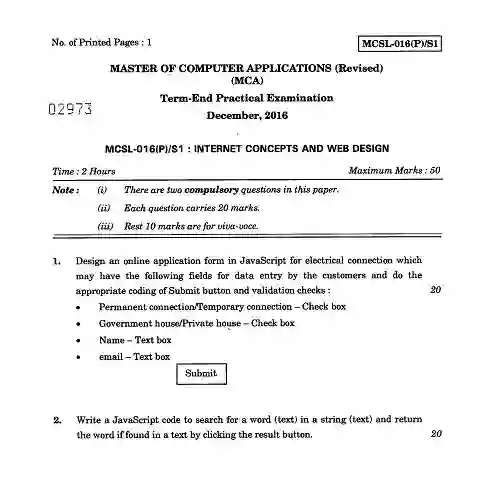 No. of Printed Pages : 1
MCSL-016(P)/S1
MASTER OF COMPUTER APPLICATIONS (Revised)
(MCA)
Term-End Practical Examination
02973
December, 2016
MCSL-016(P)/S1 : INTERNET CONCEPTS AND WEB DESIGN
Time : 2 Hours Maximum Marks : 50
Note : (i) There are two compulsory questions in this paper.
(ii) Each question carries 20 marks.
(iii) Rest 10 marks are for viva-voce.
1. Design an online application form in JavaScript for electrical connection which
may have the following fields for data entry by the customers and do the
appropriate coding of Submit button and validation checks : 20
• Permanent connection/Temporary connection – Check box
• Government house/Private house – Check box
• Name – Text box
• email – Text box
Submit
2. Write a JavaScript code to search for a word (text) in a string (text) and return
the word if found in a text by clicking the result button. 20